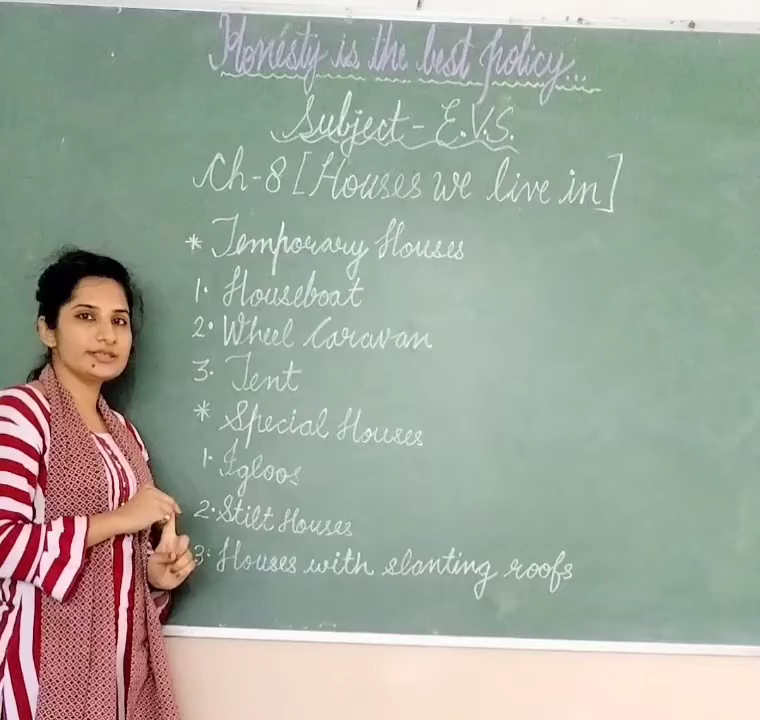 Honesty is the best policy...
Subject - E.V.S.
Ch-8 [Houses we live in]
* Temporary Houses
1. Houseboat
2. Wheel Caravan
3. Tent
* Special Houses
1. Igloos
2. Stilt Houses
3. Houses with slanting roofs